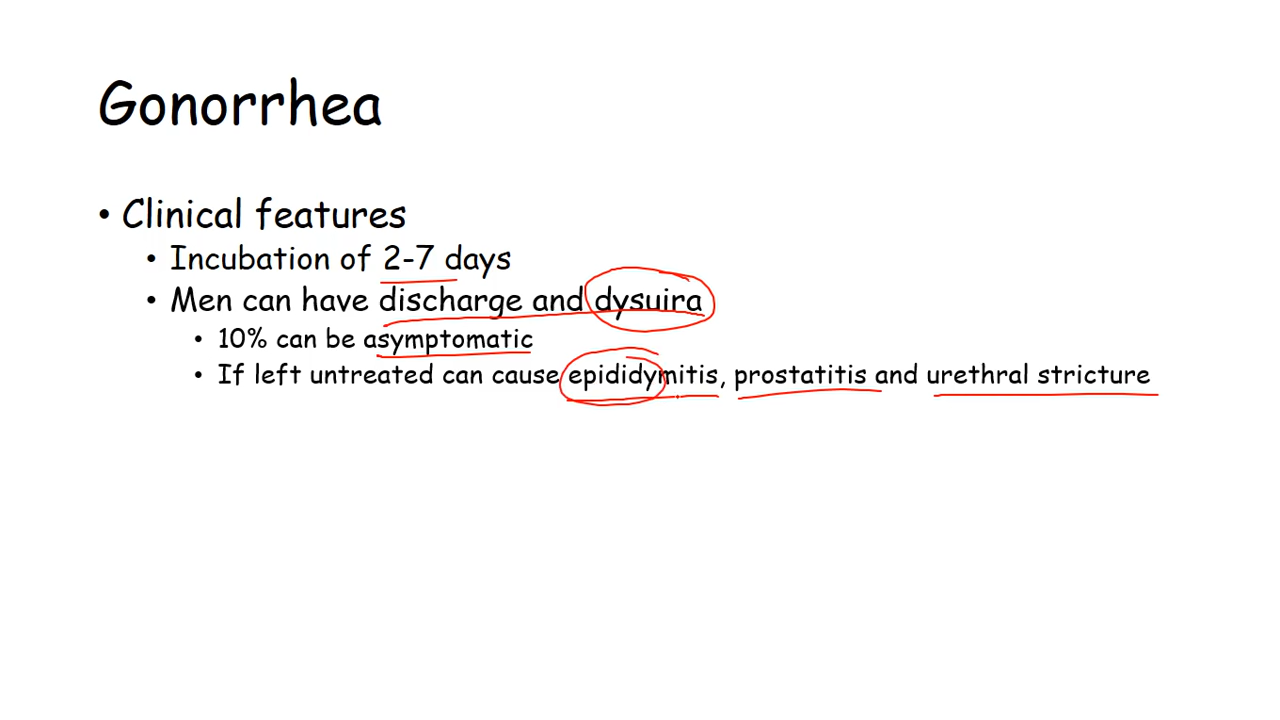 Gonorrhea
• Clinical features
• Incubation of 2-7 days
• Men can have discharge and dysuira
• 10% can be asymptomatic
• If left untreated can cause epididymitis, prostatitis and urethral stricture